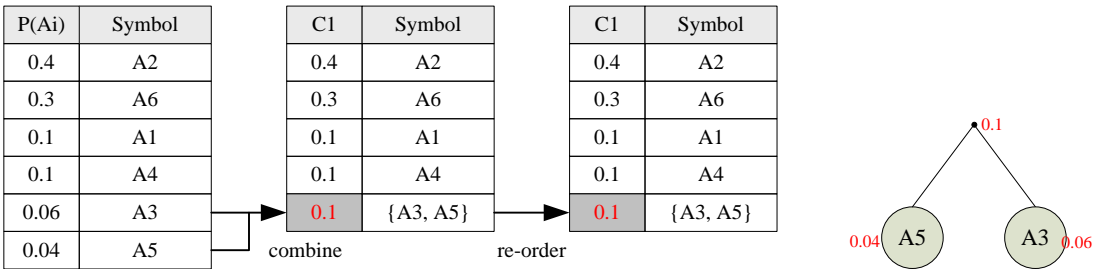 P(Ai) Symbol C1 Symbol C1 Symbol
0.4 A2 0.4 A2 0.4 A2
0.3 A6 0.3 A6 0.3 A6
0.1 A1 0.1 A1 0.1 A1 0.1
0.1 A4 0.1 A4 0.1 A4
0.06 A3 0.1 {A3, A5} 0.1 {A3, A5}
0.04 A5 A3 0.06
0.04 A5 combine re-order